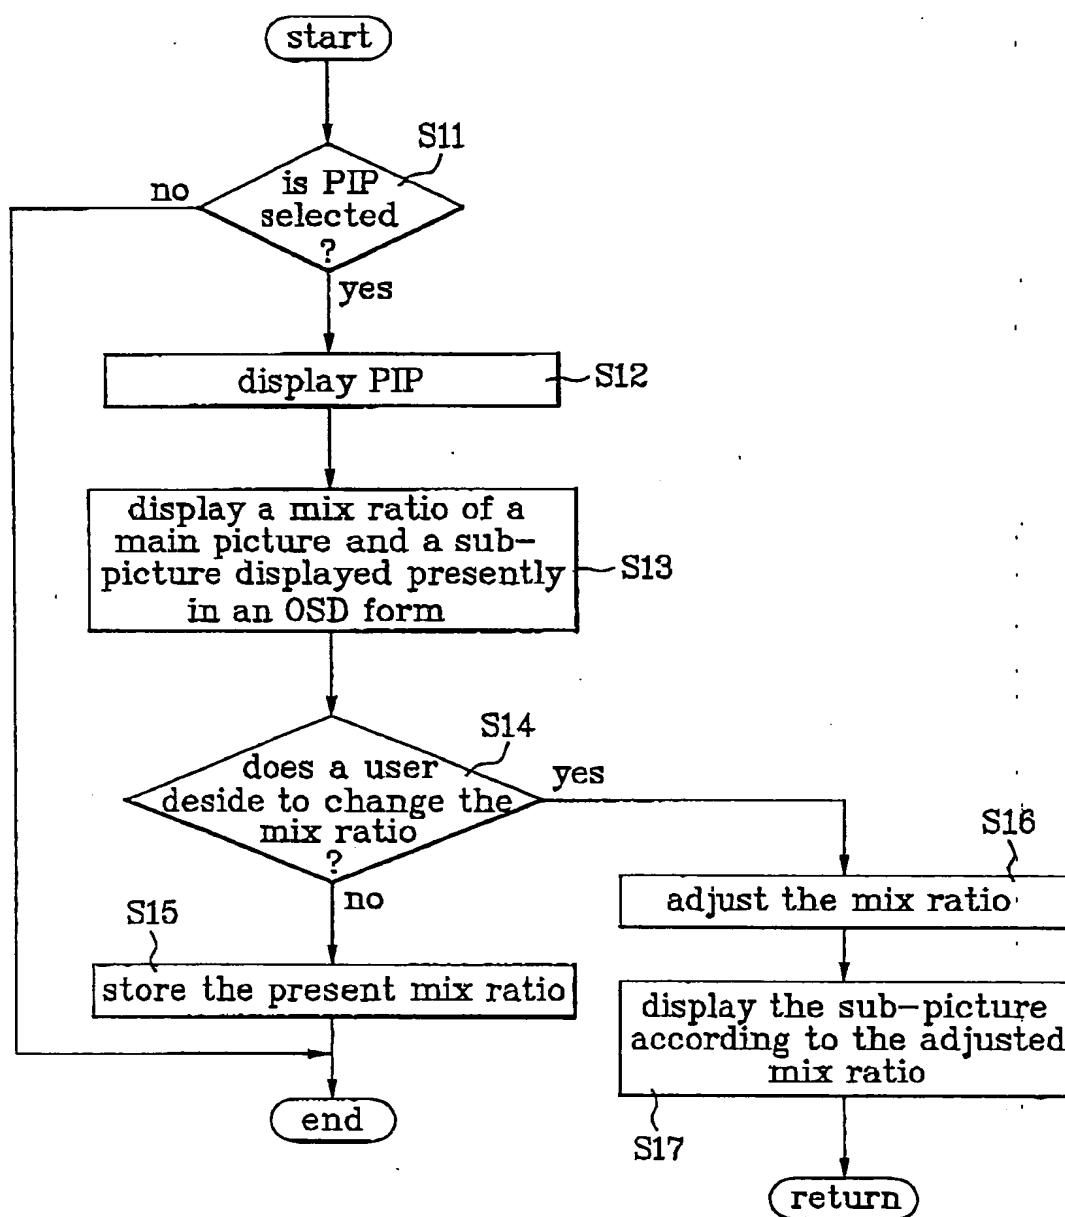 start
S11
no
is PIP
selected
?
yes
display PIP
S12
display a mix ratio of a
main picture and a sub-
picture displayed presently
in an OSD form
S13
S14
does a user
deside to change the
mix ratio
?
yes
no
S16
adjust the mix ratio
S15
store the present mix ratio
display the sub-picture
according to the adjusted
mix ratio
S17
end
return